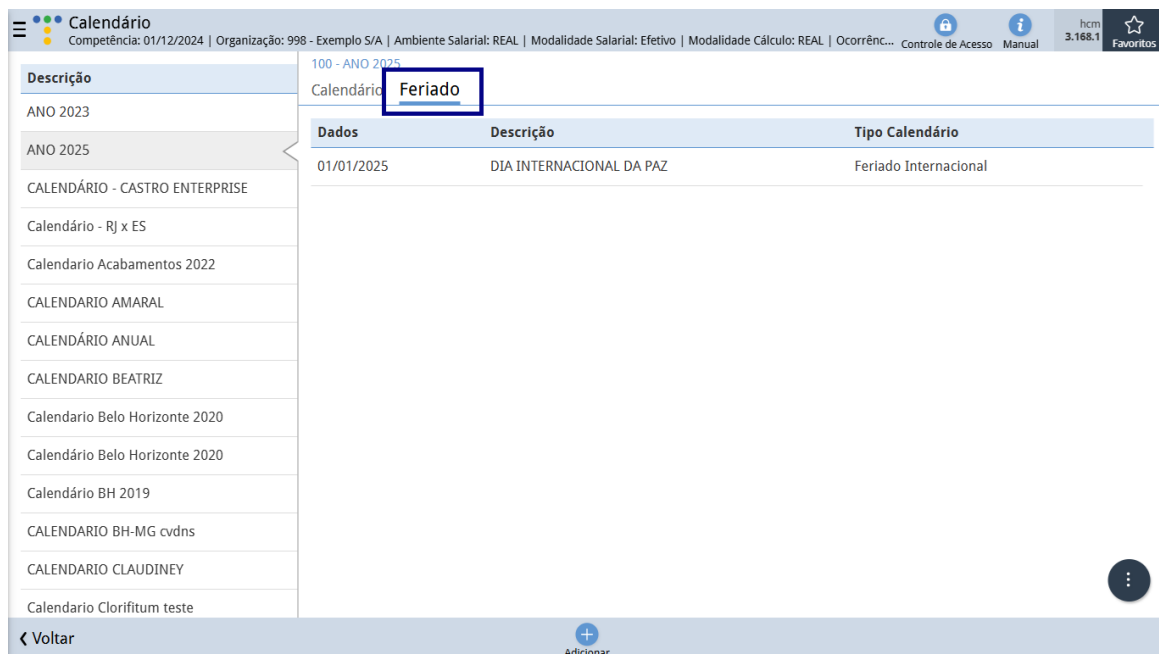 Calendário
Competência: 01/12/2024 | Organização: 998 - Exemplo S/A | Ambiente Salarial: REAL | Modalidade Salarial: Efetivo | Modalidade Cálculo: REAL | Ocorrênc...
Controle de Acesso
Manual
hcm
3.168.1
Favoritos
Descrição
ANO 2023
ANO 2025
CALENDÁRIO - CASTRO ENTERPRISE
Calendário - RJ x ES
Calendario Acabamentos 2022
CALENDARIO AMARAL
CALENDÁRIO ANUAL
CALENDARIO BEATRIZ
Calendario Belo Horizonte 2020
Calendário Belo Horizonte 2020
Calendário BH 2019
CALENDARIO BH-MG cvdns
CALENDARIO CLAUDINEY
Calendario Clorifitum teste
100 - ANO 2025
Calendário Feriado
Dados Descrição Tipo Calendário
01/01/2025 DIA INTERNACIONAL DA PAZ Feriado Internacional
Voltar
Adicionar